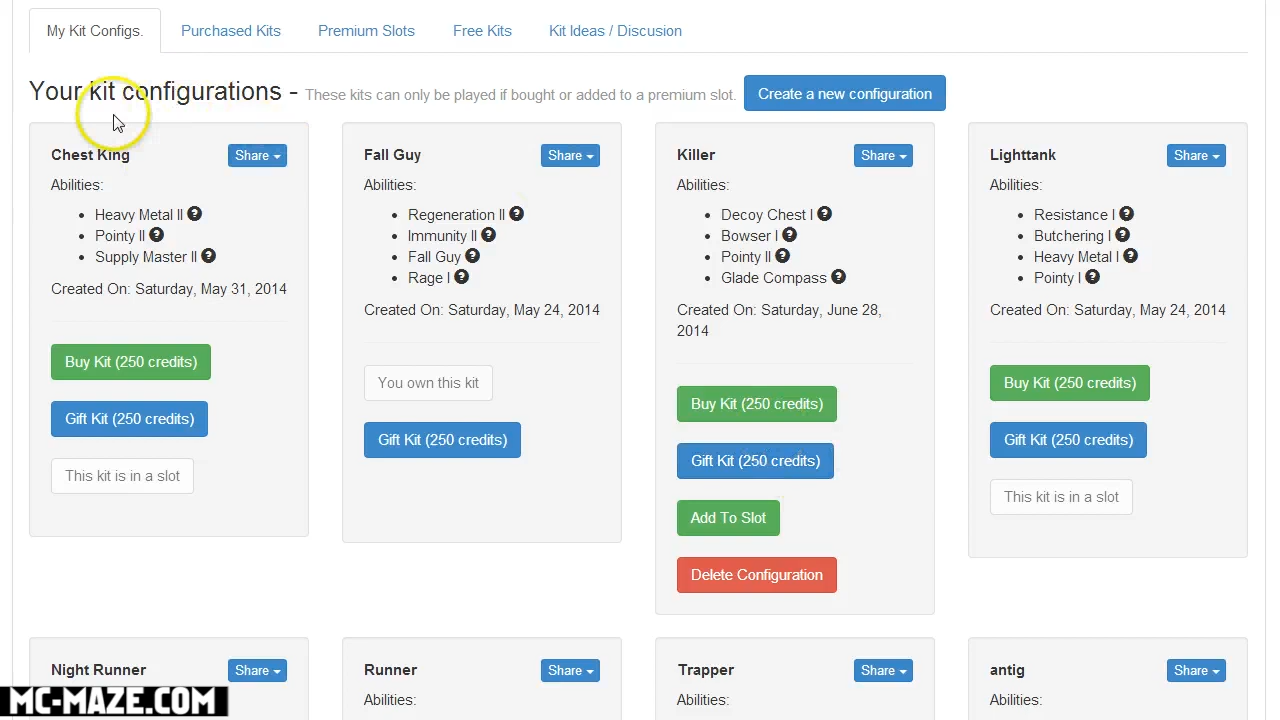 My Kit Configs.
Purchased Kits
Premium Slots
Free Kits
Kit Ideas / Discusion
Your kit configurations - These kits can only be played if bought or added to a premium slot. Create a new configuration
Chest King
Share
Abilities:
Heavy Metal II
Pointy II
Supply Master II
Created On: Saturday, May 31, 2014
Buy Kit (250 credits)
Gift Kit (250 credits)
This kit is in a slot
Fall Guy
Share
Abilities:
Regeneration II
Immunity II
Fall Guy
Rage I
Created On: Saturday, May 24, 2014
You own this kit
Gift Kit (250 credits)
Killer
Share
Abilities:
Decoy Chest I
Bowser I
Pointy II
Glade Compass
Created On: Saturday, June 28,
2014
Buy Kit (250 credits)
Gift Kit (250 credits)
Add To Slot
Delete Configuration
Lighttank
Share
Abilities:
Resistance I
Butchering I
Heavy Metal I
Pointy I
Created On: Saturday, May 24, 2014
Buy Kit (250 credits)
Gift Kit (250 credits)
This kit is in a slot
Night Runner
Share
Runner
Share
Abilities:
Trapper
Share
Abilities:
antig
Share
Abilities:
MC-MAZE.COM